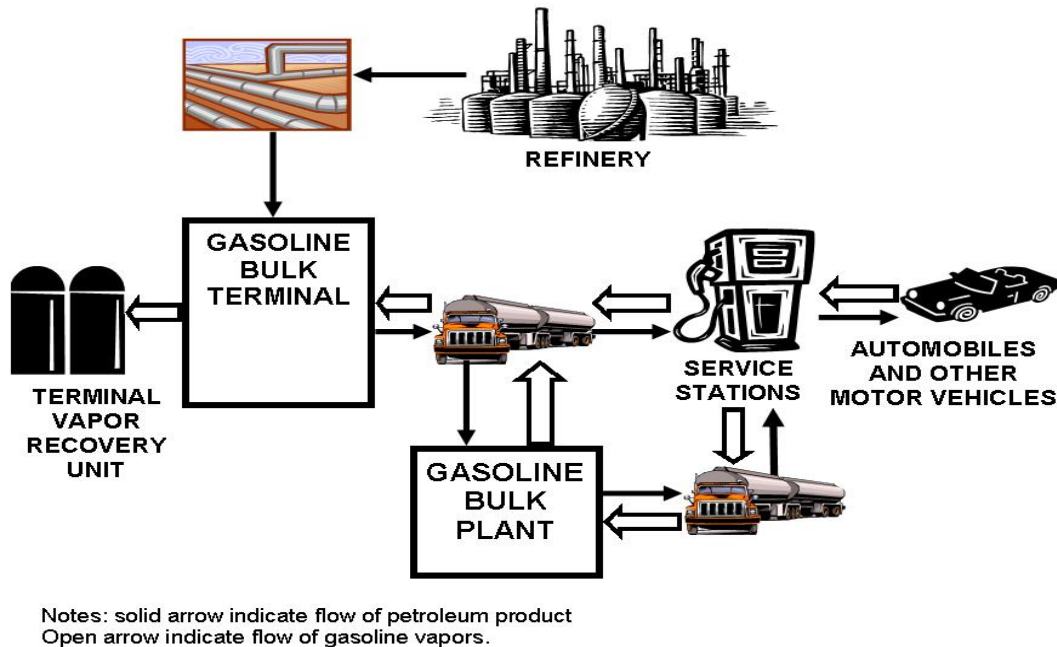 REFINERY
GASOLINE
BULK
TERMINAL
TERMINAL
VAPOR
RECOVERY
UNIT
SERVICE
STATIONS
AUTOMOBILES
AND OTHER
MOTOR VEHICLES
GASOLINE
BULK
PLANT
Notes: solid arrow indicate flow of petroleum product
Open arrow indicate flow of gasoline vapors.